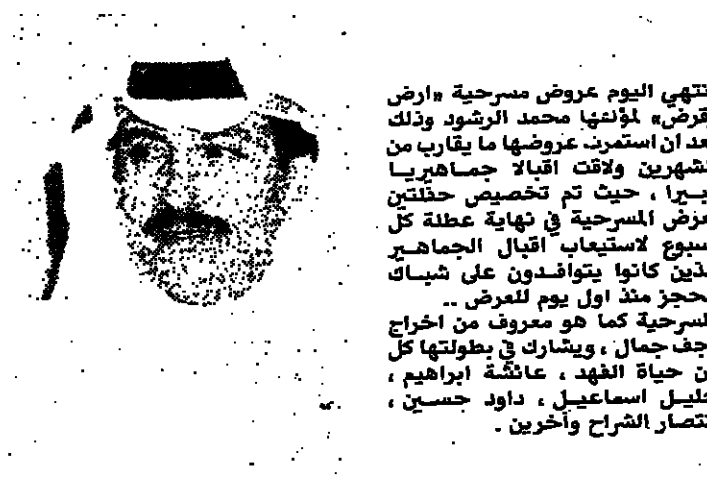 تنتهي اليوم عروض مسرحية «ارض
وقرض» لمؤلفها محمد الرشود وذلك
بعد ان استمرت عروضها ما يقارب من
الشهرين ولاقت اقبالا جماهيريا
كبيرا ، حيث تم تخصيص حفلتين
لعرض المسرحية في نهاية عطلة كل
اسبوع لاستيعاب اقبال الجماهير
الذين كانوا يتوافدون على شباك
الحجز منذ اول يوم للعرض ..
المسرحية كما هو معروف من اخراج
نجف جمال ، ويشارك في بطولتها كل
من حياة الفهد ، عائشة ابراهيم ،
خليل اسماعيل ، داود حسين ،
انتصار الشراح وآخرين .